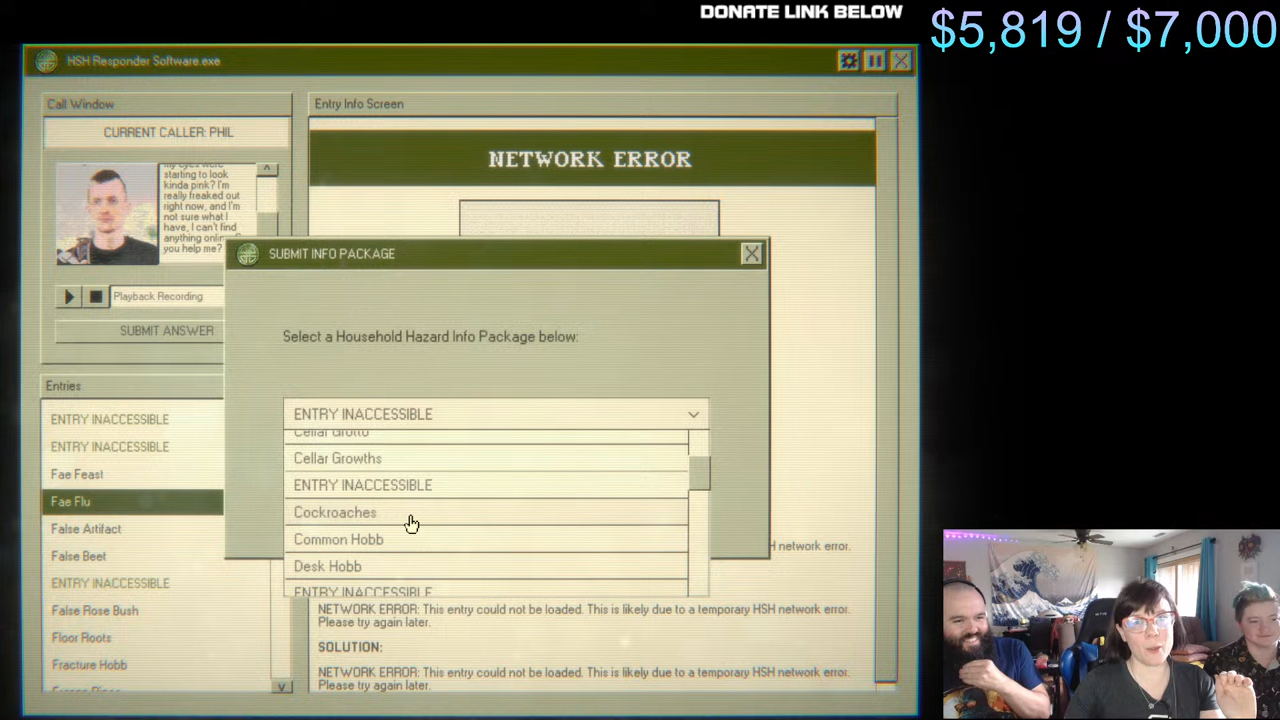 DONATE LINK BELOW
$5,819 / $7,000
HSH Responder Software.exe
Call Window
CURRENT CALLER: PHIL
my eyes were
starting to look
kinda pink? I'm
really freaked out
right now, and I'm
not sure what I
have, I can't find
anything online
you help me?
Playback Recording
SUBMIT ANSWER
Entries
ENTRY INACCESSIBLE
ENTRY INACCESSIBLE
Fae Feast
Fae Flu
False Artifact
False Beet
ENTRY INACCESSIBLE
False Rose Bush
Floor Roots
Fracture Hobb
Entry Info Screen
NETWORK ERROR
SUBMIT INFO PACKAGE
Select a Household Hazard Info Package below:
ENTRY INACCESSIBLE
Cellar Grotto
Cellar Growths
ENTRY INACCESSIBLE
Cockroaches
Common Hobb
Desk Hobb
ENTRY INACCESSIBLE
H network error.
NETWORK ERROR: This entry could not be loaded. This is likely due to a temporary HSH network error.
Please try again later.
SOLUTION:
NETWORK ERROR: This entry could not be loaded. This is likely due to a temporary HSH network error.
Please try again later.